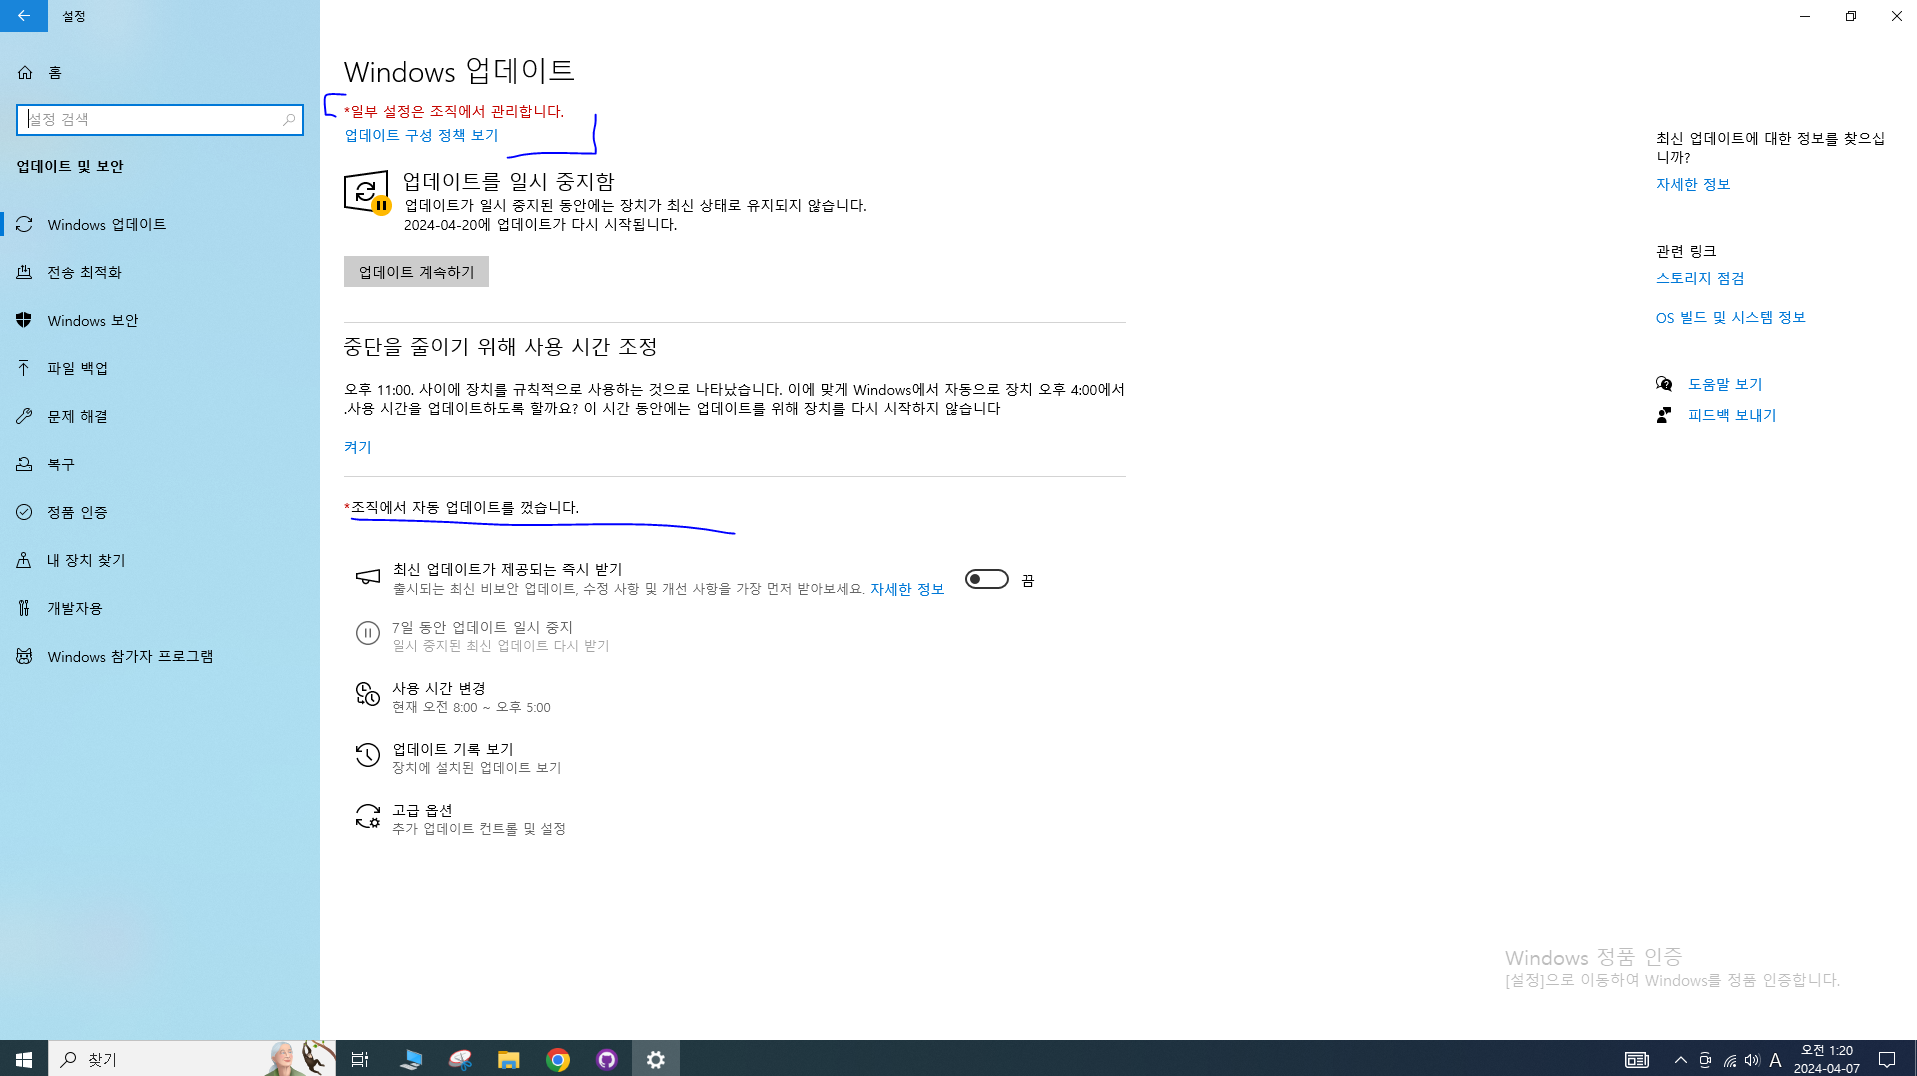 설정
홈
설정 검색
업데이트 및 보안
Windows 업데이트
전송 최적화
Windows 보안
파일 백업
문제 해결
복구
정품 인증
내 장치 찾기
개발자용
Windows 참가자 프로그램
Windows 업데이트
*일부 설정은 조직에서 관리합니다.
업데이트 구성 정책 보기
업데이트를 일시 중지함
업데이트가 일시 중지된 동안에는 장치가 최신 상태로 유지되지 않습니다.
2024-04-20에 업데이트가 다시 시작됩니다.
업데이트 계속하기
중단을 줄이기 위해 사용 시간 조정
오후 11:00. 사이에 장치를 규칙적으로 사용하는 것으로 나타났습니다. 이에 맞게 Windows에서 자동으로 장치 오후 4:00에서
.사용 시간을 업데이트하도록 할까요? 이 시간 동안에는 업데이트를 위해 장치를 다시 시작하지 않습니다
켜기
*조직에서 자동 업데이트를 껐습니다.
최신 업데이트가 제공되는 즉시 받기
출시되는 최신 비보안 업데이트, 수정 사항 및 개선 사항을 가장 먼저 받아보세요. 자세한 정보
끔
7일 동안 업데이트 일시 중지
일시 중지된 최신 업데이트 다시 받기
사용 시간 변경
현재 오전 8:00 ~ 오후 5:00
업데이트 기록 보기
장치에 설치된 업데이트 보기
고급 옵션
추가 업데이트 컨트롤 및 설정
최신 업데이트에 대한 정보를 찾으십
니까?
자세한 정보
관련 링크
스토리지 점검
OS 빌드 및 시스템 정보
도움말 보기
피드백 보내기
Windows 정품 인증
[설정]으로 이동하여 Windows를 정품 인증합니다.
찾기
A
오전 1:20
2024-04-07